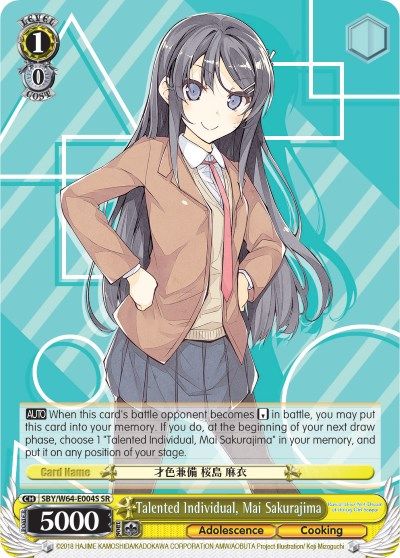 LEVEL
1
0
COST
AUTO When this card's battle opponent becomes in battle, you may put
this card into your memory. If you do, at the beginning of your next
draw phase, choose 1 "Talented Individual, Mai Sakurajima" in your memory, and
put it on any position of your stage.
Card Name 才色兼備 桜島 麻衣
CH SBY/W64-E004S SR
POWER 5000 Talented Individual, Mai Sakurajima
Adolescence Cooking
©2018 HAJIME KAMOSHIDA/KADOKAWA CORPORATION AMW/AOBUTA Project Illustration/ Keji Mizoguchi